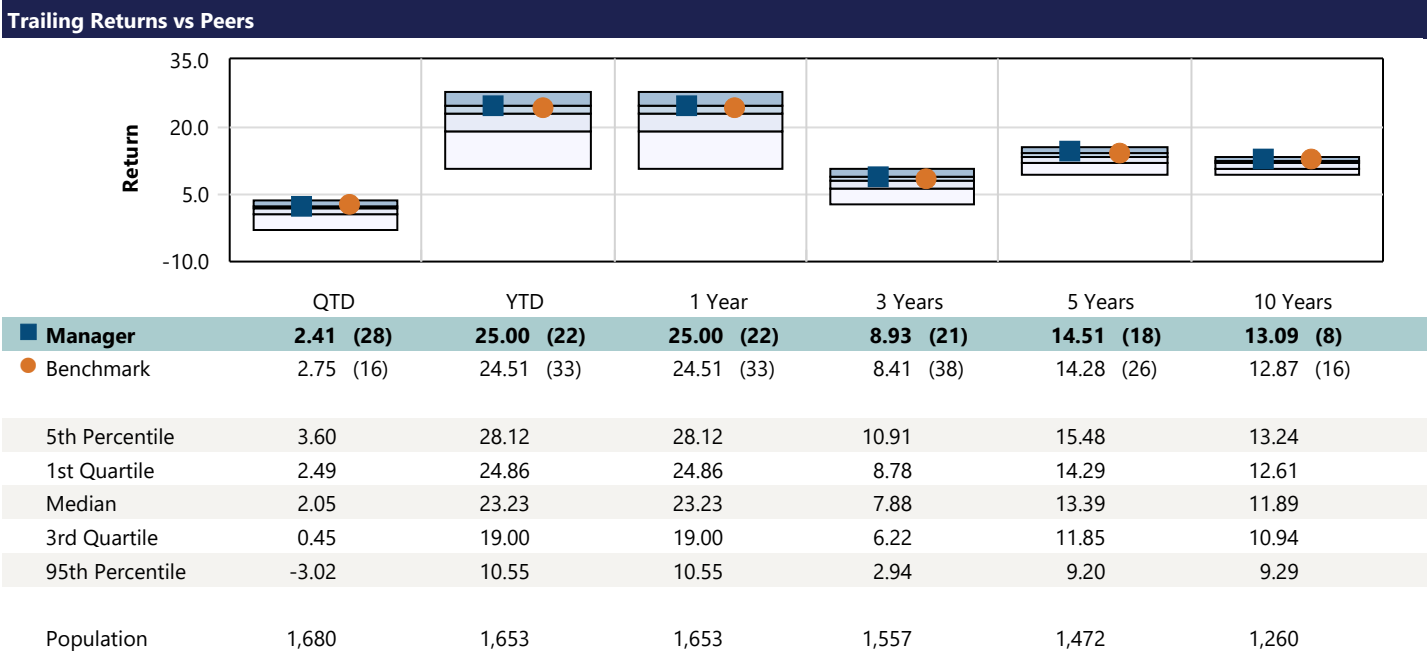 Trailing Returns vs Peers
35.0
20.0
5.0
-10.0
Return
QTD YTD 1 Year 3 Years 5 Years 10 Years
Manager 2.41 (28) 25.00 (22) 25.00 (22) 8.93 (21) 14.51 (18) 13.09 (8)
Benchmark 2.75 (16) 24.51 (33) 24.51 (33) 8.41 (38) 14.28 (26) 12.87 (16)
5th Percentile 3.60 28.12 28.12 10.91 15.48 13.24
1st Quartile 2.49 24.86 24.86 8.78 14.29 12.61
Median 2.05 23.23 23.23 7.88 13.39 11.89
3rd Quartile 0.45 19.00 19.00 6.22 11.85 10.94
95th Percentile -3.02 10.55 10.55 2.94 9.20 9.29
Population 1,680 1,653 1,653 1,557 1,472 1,260